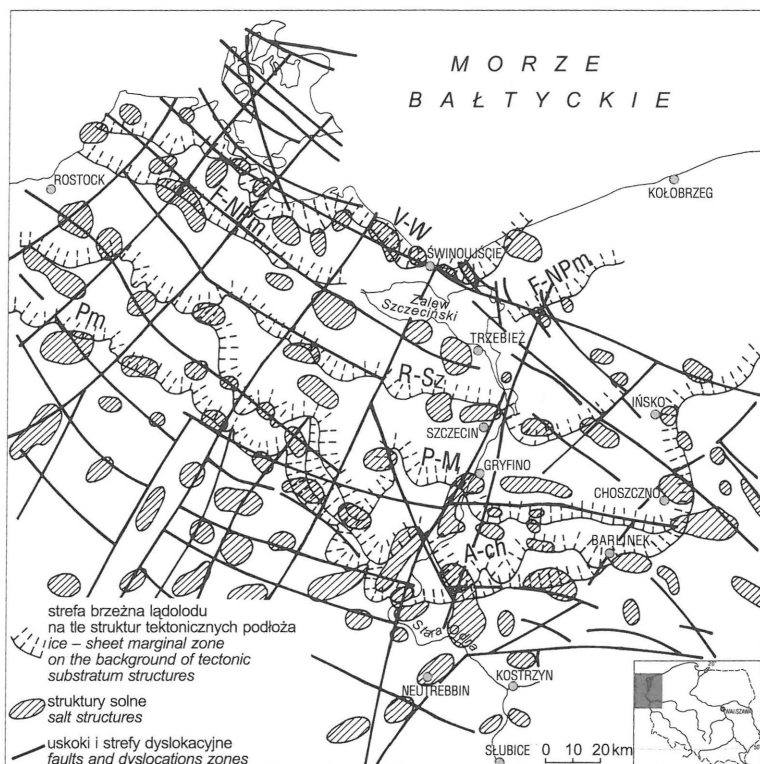 MORZE
BAŁTYCKIE
ROSTOCK
KOŁOBRZEG
F-NPm
V-W
ŚWINOUJŚCIE
F-NPm
Zalew
Szczeciński
Pm
TRZEBIEŻ
R-Sz
IŃSKO
SZCZECIN
P-M
GRYFINO
CHOSZCZNO
A-ch
BARLINEK
Stara Odra
NEUTREBBIN
KOSTRZYN
SŁUBICE
0 10 20km
WARSZAWA
strefa brzeżna lądolodu
na tle struktur tektonicznych podłoża
ice – sheet marginal zone
on the background of tectonic
substratum structures
struktury solne
salt structures
uskoki i strefy dyslokacyjne
faults and dyslocations zones